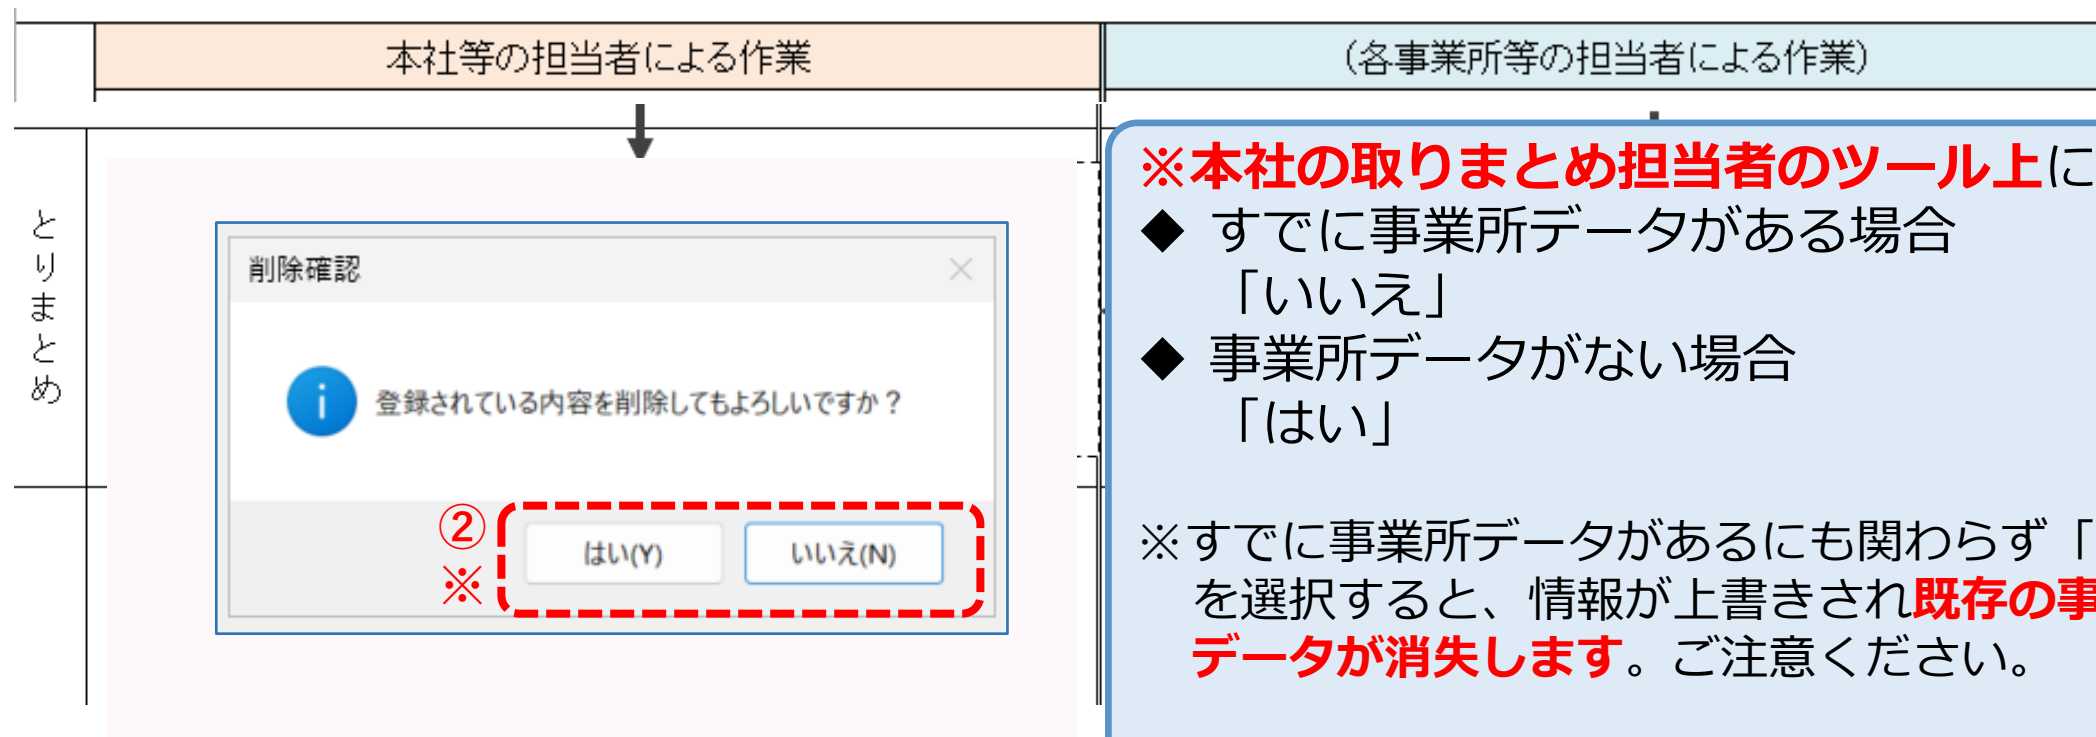 本社等の担当者による作業
（各事業所等の担当者による作業）
とりまとめ
削除確認
登録されている内容を削除してもよろしいですか？
②
※
はい(Y)
いいえ(N)
※本社の取りまとめ担当者のツール上に
◆ すでに事業所データがある場合
「いいえ」
◆ 事業所データがない場合
「はい」
※すでに事業所データがあるにも関わらず「
を選択すると、情報が上書きされ既存の事
データが消失します。ご注意ください。